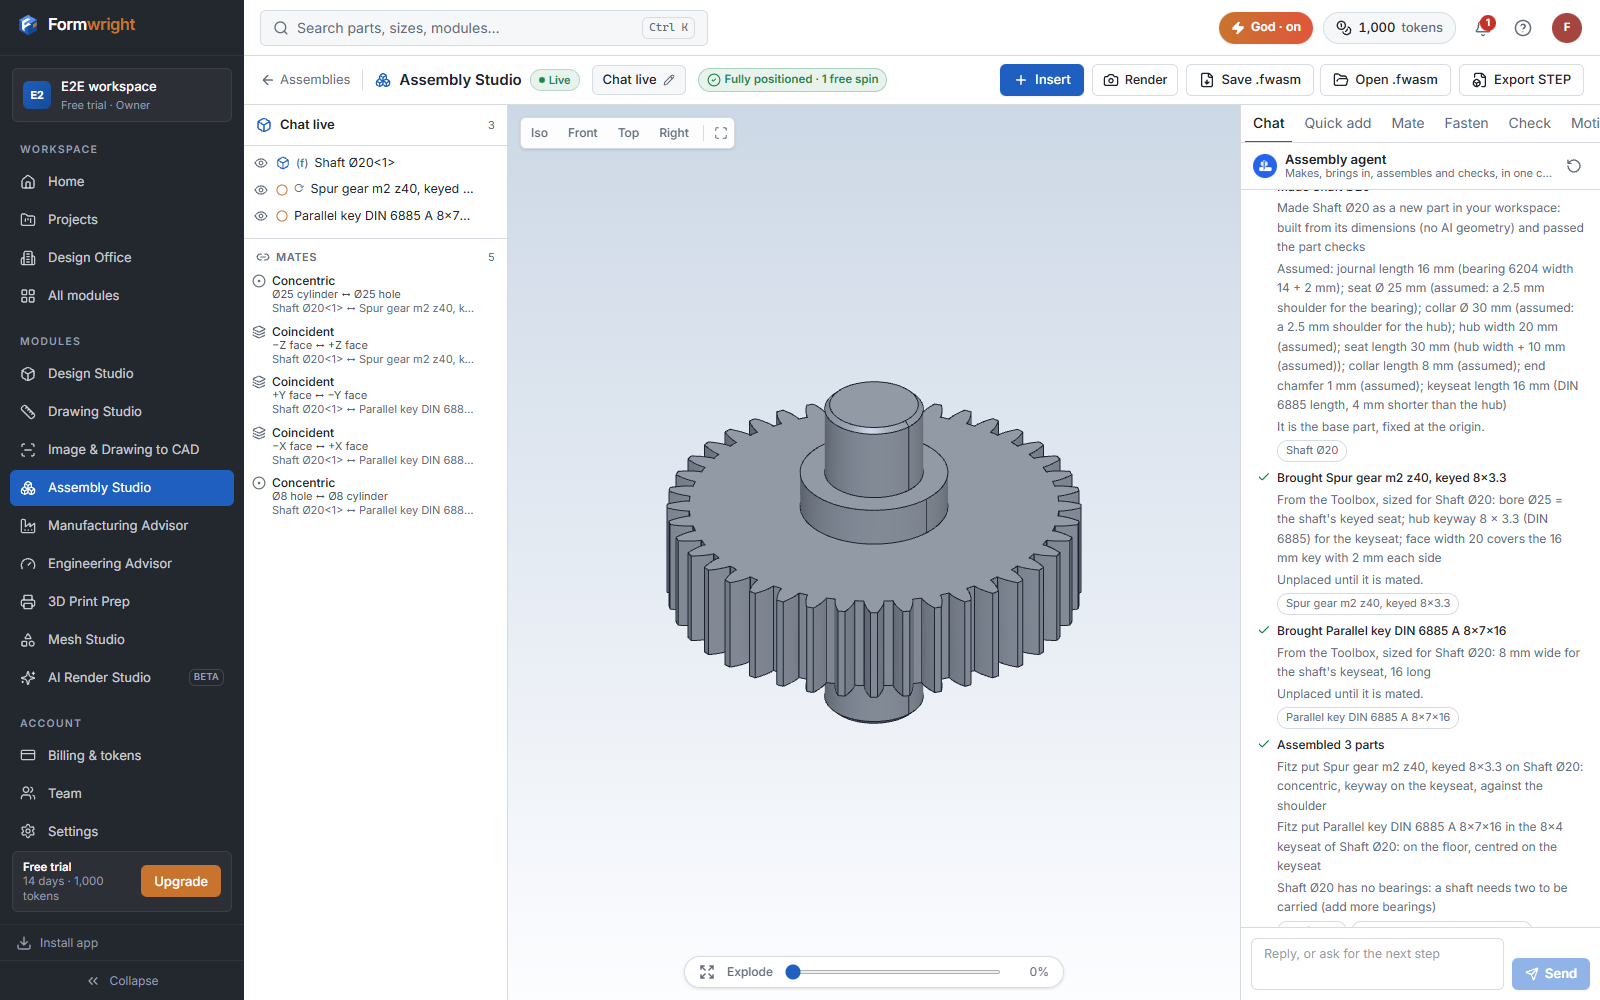 Formwright
Search parts, sizes, modules...
Ctrl K
God · on
1,000 tokens
1
F
E2
E2E workspace
Free trial · Owner
WORKSPACE
Home
Projects
Design Office
All modules
MODULES
Design Studio
Drawing Studio
Image & Drawing to CAD
Assembly Studio
Manufacturing Advisor
Engineering Advisor
3D Print Prep
Mesh Studio
AI Render Studio
BETA
ACCOUNT
Billing & tokens
Team
Settings
Free trial
14 days · 1,000
tokens
Upgrade
Install app
Collapse
Assemblies
Assembly Studio
Live
Chat live
Fully positioned · 1 free spin
Insert
Render
Save .fwasm
Open .fwasm
Export STEP
Chat live
3
(f) Shaft Ø20<1>
Spur gear m2 z40, keyed ...
Parallel key DIN 6885 A 8×7...
MATES
5
Concentric
Ø25 cylinder ↔ Ø25 hole
Shaft Ø20<1> ↔ Spur gear m2 z40, k...
Coincident
−Z face ↔ +Z face
Shaft Ø20<1> ↔ Spur gear m2 z40, k...
Coincident
+Y face ↔ −Y face
Shaft Ø20<1> ↔ Parallel key DIN 688...
Coincident
−X face ↔ +X face
Shaft Ø20<1> ↔ Parallel key DIN 688...
Concentric
Ø8 hole ↔ Ø8 cylinder
Shaft Ø20<1> ↔ Parallel key DIN 688...
Iso
Front
Top
Right
Explode
0%
Chat
Quick add
Mate
Fasten
Check
Moti
Assembly agent
Makes, brings in, assembles and checks, in one c...
Made Shaft Ø20 as a new part in your workspace:
built from its dimensions (no AI geometry) and passed
the part checks
Assumed: journal length 16 mm (bearing 6204 width
14 + 2 mm); seat Ø 25 mm (assumed: a 2.5 mm
shoulder for the bearing); collar Ø 30 mm (assumed:
a 2.5 mm shoulder for the hub); hub width 20 mm
(assumed); seat length 30 mm (hub width + 10 mm
(assumed)); collar length 8 mm (assumed); end
chamfer 1 mm (assumed); keyseat length 16 mm (DIN
6885 length, 4 mm shorter than the hub)
It is the base part, fixed at the origin.
Shaft Ø20
Brought Spur gear m2 z40, keyed 8×3.3
From the Toolbox, sized for Shaft Ø20: bore Ø25 =
the shaft's keyed seat; hub keyway 8 × 3.3 (DIN
6885) for the keyseat; face width 20 covers the 16
mm key with 2 mm each side
Unplaced until it is mated.
Spur gear m2 z40, keyed 8×3.3
Brought Parallel key DIN 6885 A 8×7×16
From the Toolbox, sized for Shaft Ø20: 8 mm wide for
the shaft's keyseat, 16 long
Unplaced until it is mated.
Parallel key DIN 6885 A 8×7×16
Assembled 3 parts
Fitz put Spur gear m2 z40, keyed 8×3.3 on Shaft Ø20:
concentric, keyway on the keyseat, against the
shoulder
Fitz put Parallel key DIN 6885 A 8×7×16 in the 8×4
keyseat of Shaft Ø20: on the floor, centred on the
keyseat
Shaft Ø20 has no bearings: a shaft needs two to be
carried (add more bearings)
Reply, or ask for the next step
Send